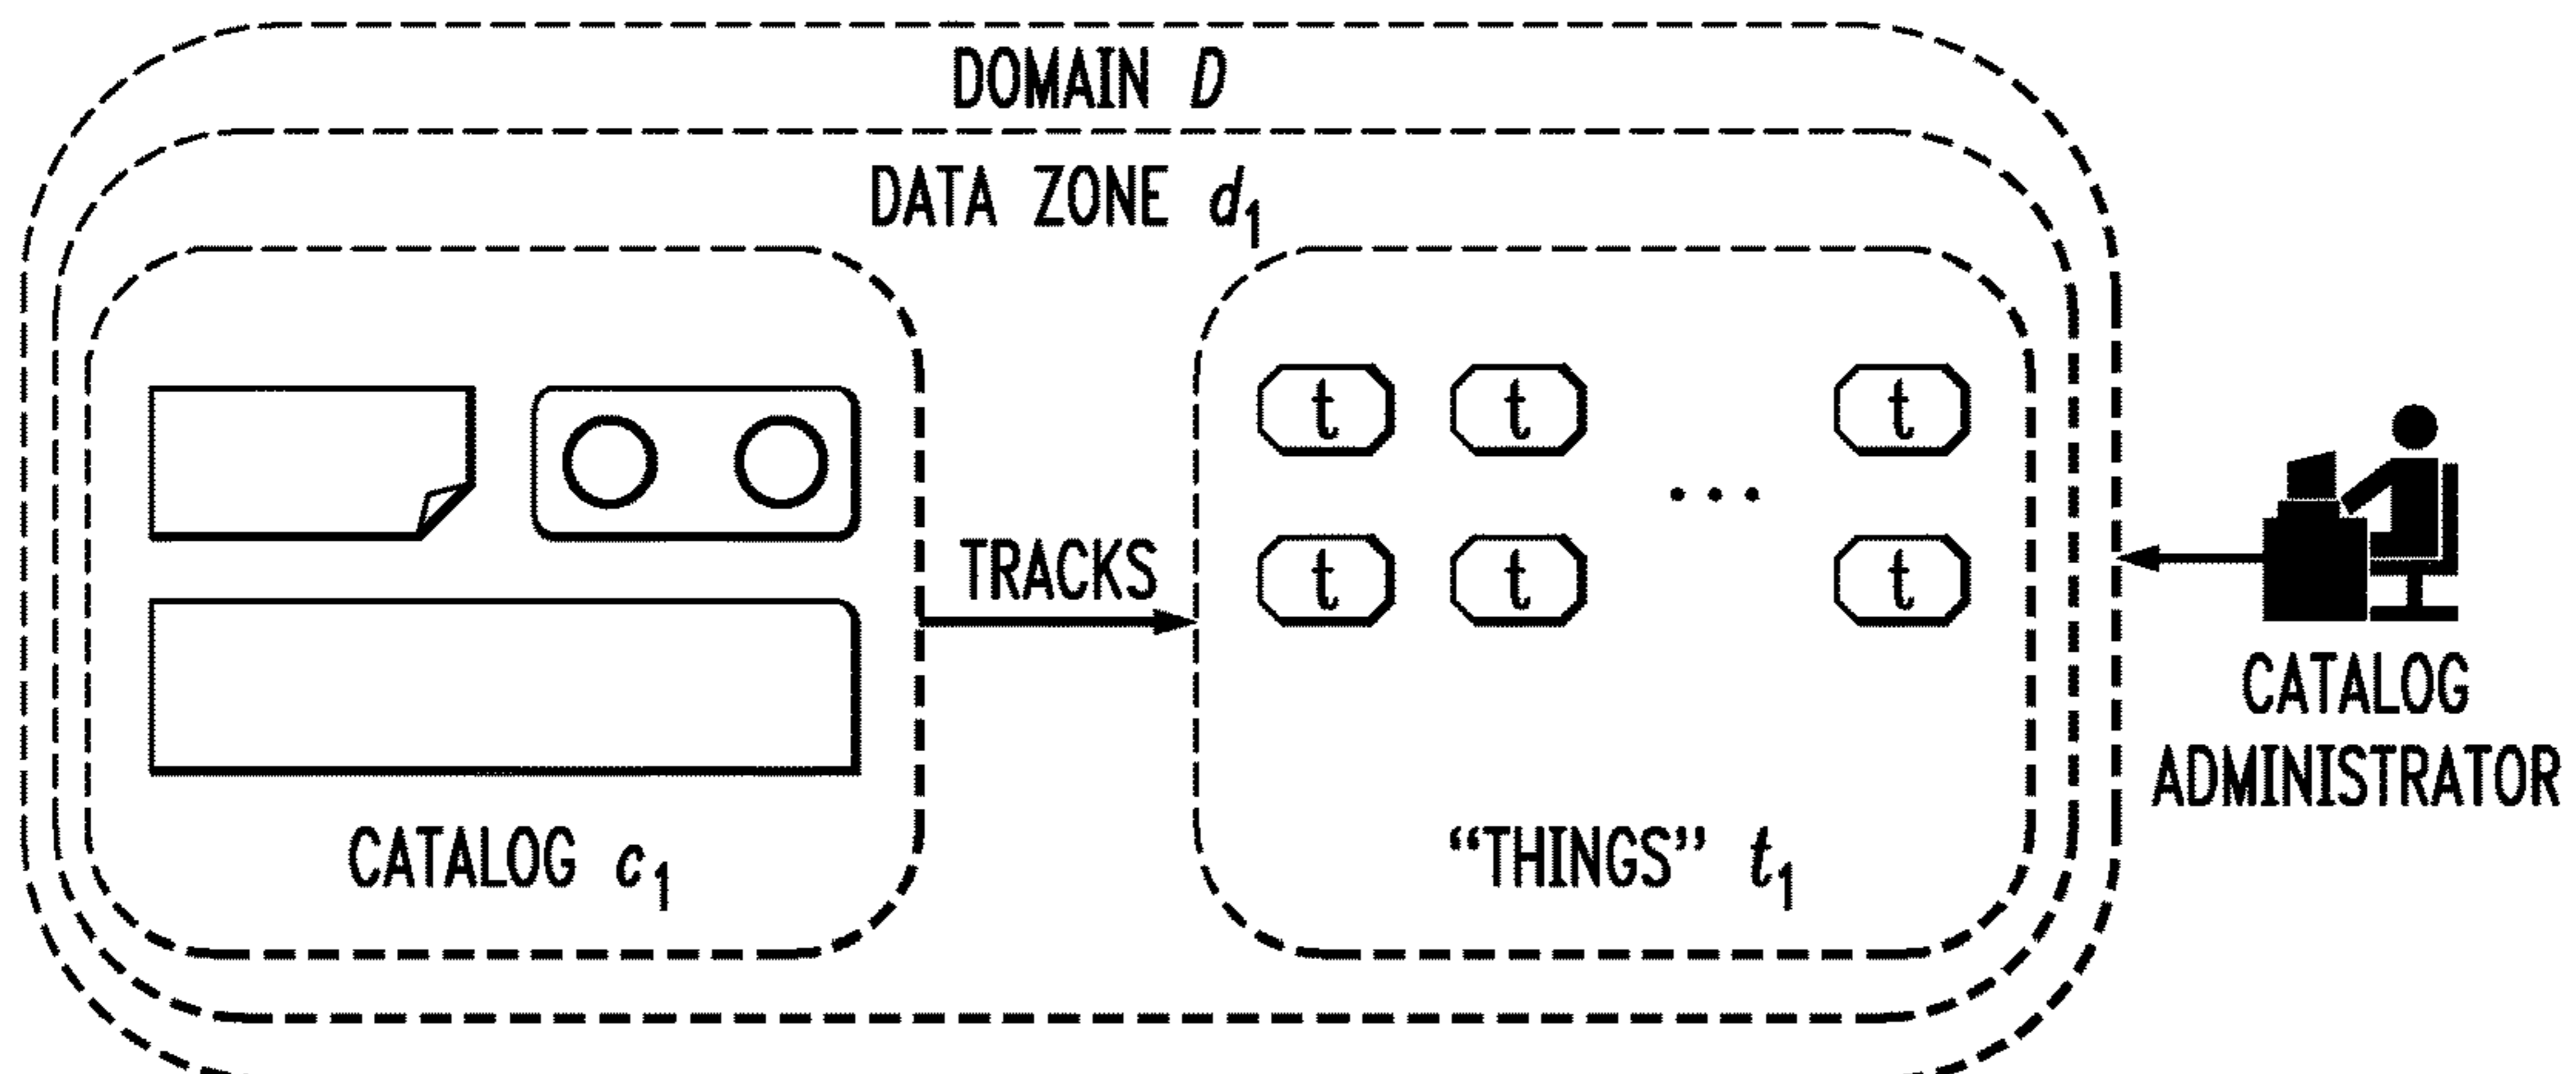 DOMAIN D
DATA ZONE d1
t t t
...
t t t
TRACKS
CATALOG c1
“THINGS” t1
CATALOG
ADMINISTRATOR